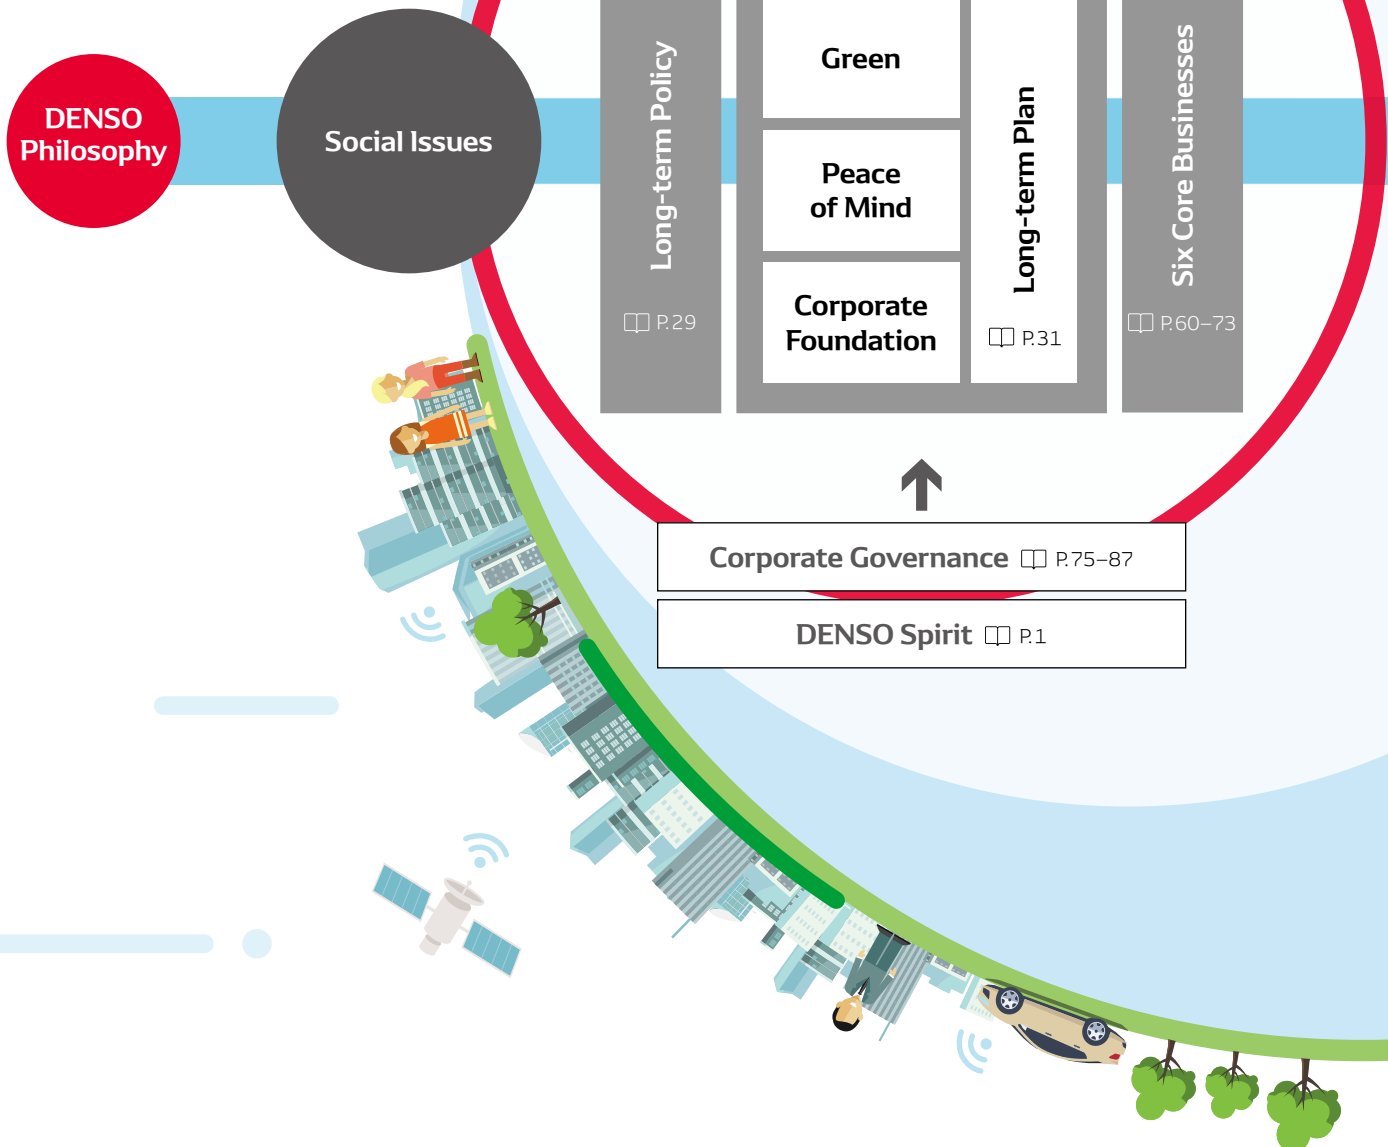 DENSO
Philosophy
Social Issues
Long-term Policy
P.29
Green
Peace
of Mind
Corporate
Foundation
Long-term Plan
P.31
Six Core Businesses
P.60–73
Corporate Governance P.75–87
DENSO Spirit P.1